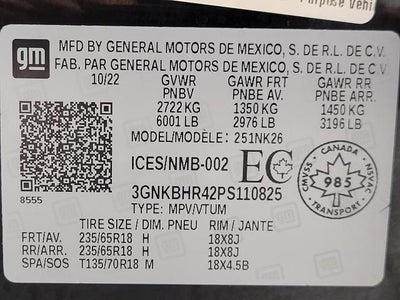 Purpose Vehi
gm
MFD BY GENERAL MOTORS DE MEXICO, S. DE R.L. DE C.V.
FAB. PAR GENERAL MOTORS DE MEXICO, S. DE R.L. DE C V
10/22 GVWR GAWR FRT GAWR RR
PNBV PNBE AV. PNBE ARR.
2722 KG 1350 KG 1450 KG
6001 LB 2976 LB 3196 LB
MODEL/MODÈLE: 251NK26
ICES/NMB-002 EC
3GNKBHR42PS110825
TYPE: MPV/VTUM
8555
CANADA
CMVSS NSVAC
985
TRANSPORT
TIRE SIZE / DIM. PNEU RIM / JANTE
FRT/AV. 235/65R18 H 18X8J
RR/ARR. 235/65R18 H 18X8J
SPA/SOS T135/70R18 M 18X4.5B